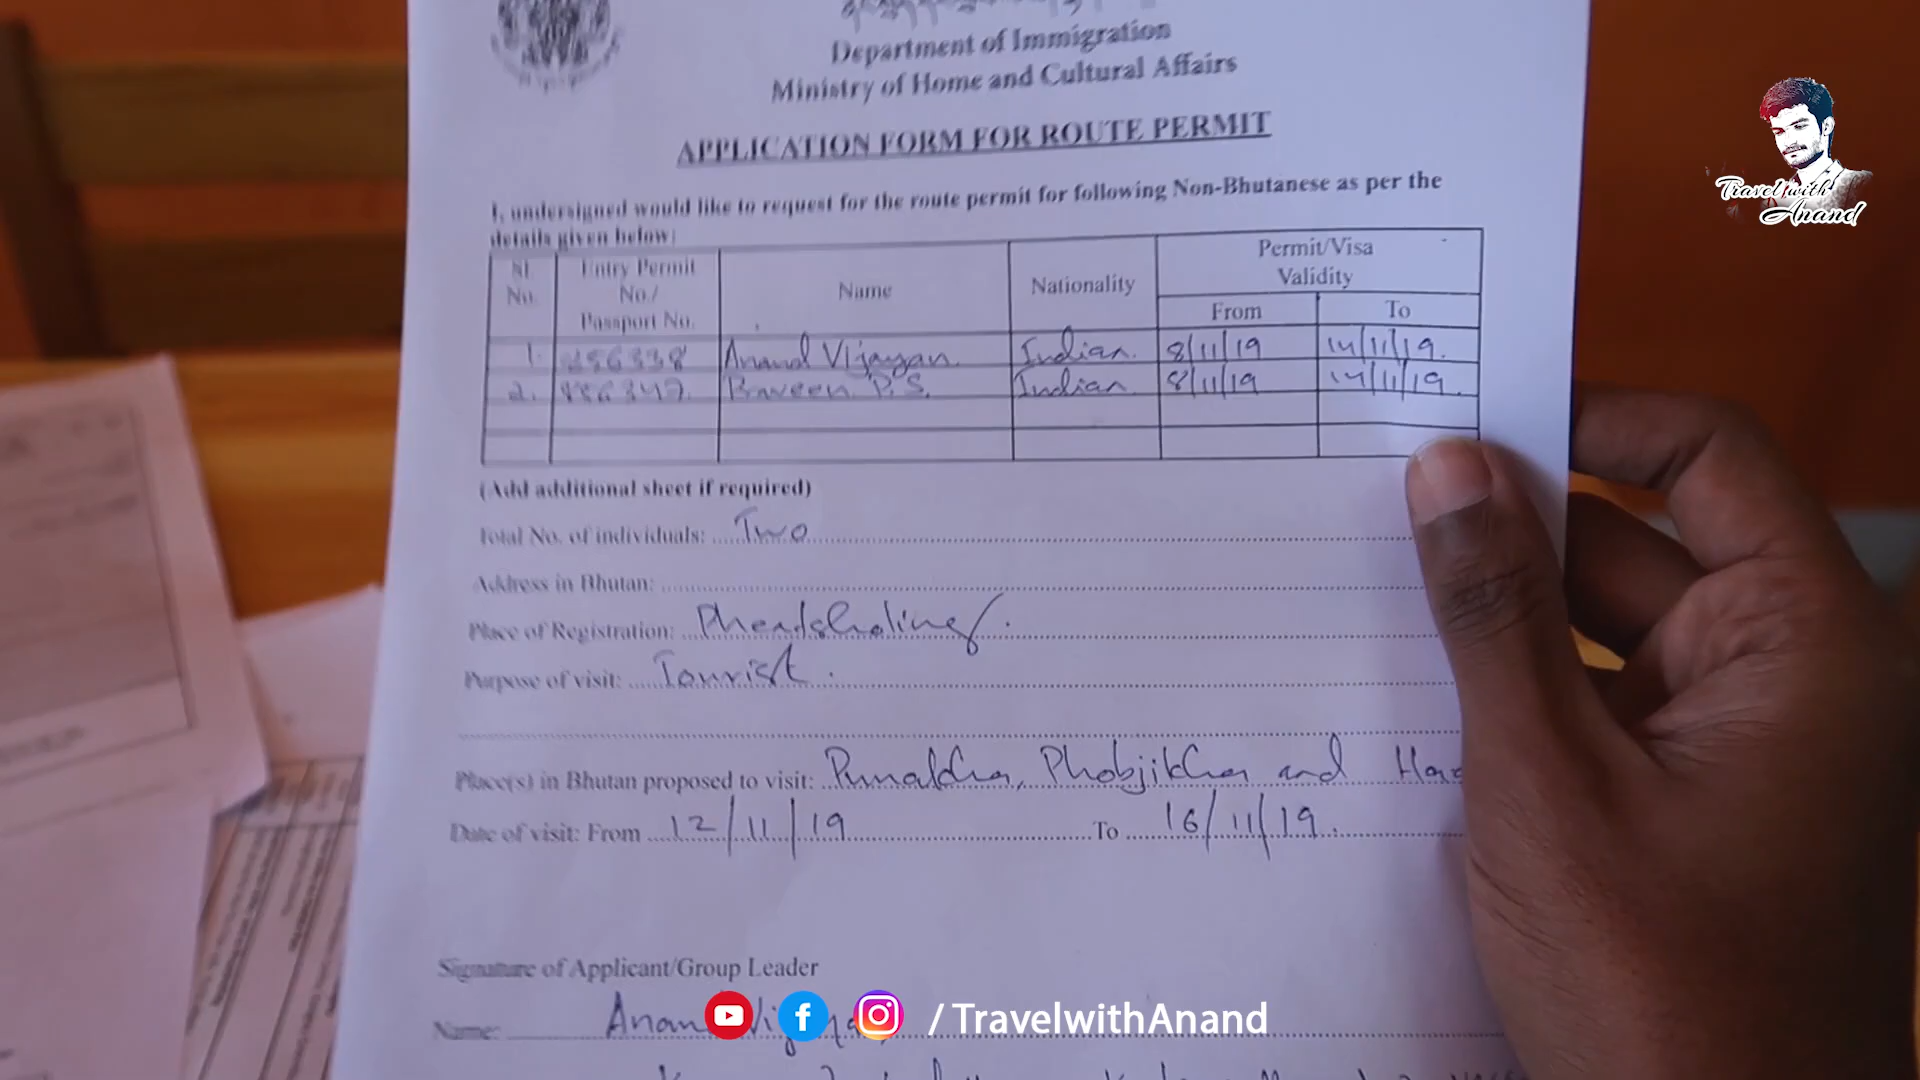 Department of Immigration
Ministry of Home and Cultural Affairs
APPLICATION FORM FOR ROUTE PERMIT
I, undersigned would like to request for the route permit for following Non-Bhutanese as per the
details given below:
Sl. No. Entry Permit No./ Passport No. Name Nationality Permit/Visa Validity
From To
1. Anand Vijayan. Indian. 8/11/19 14/11/19.
2. Praveen P.S. Indian 8/11/19 14/11/19.
(Add additional sheet if required)
Total No. of individuals: Two
Address in Bhutan:
Place of Registration: Pheadsholing.
Purpose of visit: Tourist.
Place(s) in Bhutan proposed to visit: Punakha, Phobjikha and Haa
Date of visit: From 12/11/19 To 16/11/19.
Signature of Applicant/Group Leader
Name:
/TravelwithAnand
Travel with
Anand